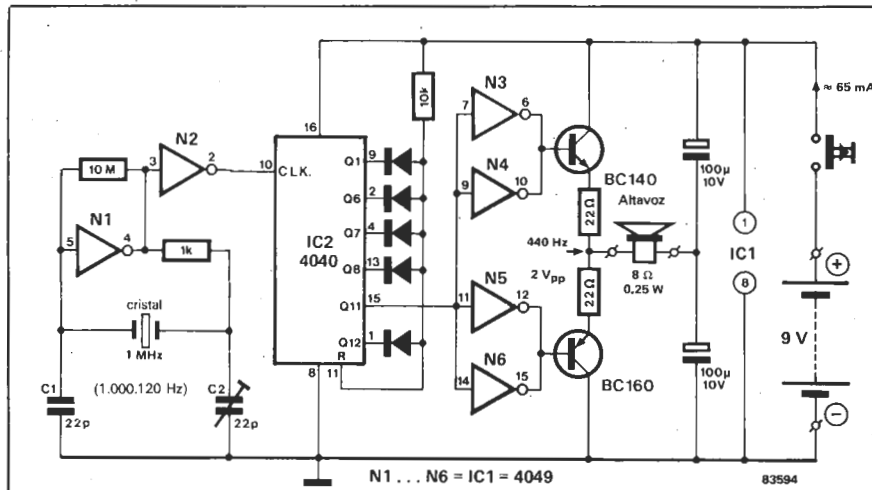 16
10k
N3
7
6
≈ 65 mA
N2
3
2
10
CLK.
10 M
Q1
9
N4
9
10
BC140
Altavoz
100µ
10V
Q6
2
N1
5
4
1k
IC2
4040
Q7
4
22Ω
Q8
13
440 Hz
8 Ω
0,25 W
1
IC1
8
+
cristal
1 MHz
Q11
15
N5
11
12
2 Vpp
22Ω
9 V
Q12
1
R
8
11
N6
14
15
BC160
100µ
10V
C1
22p
(1.000.120 Hz)
C2
22p
–
N1 . . . N6 = IC1 = 4049
83594